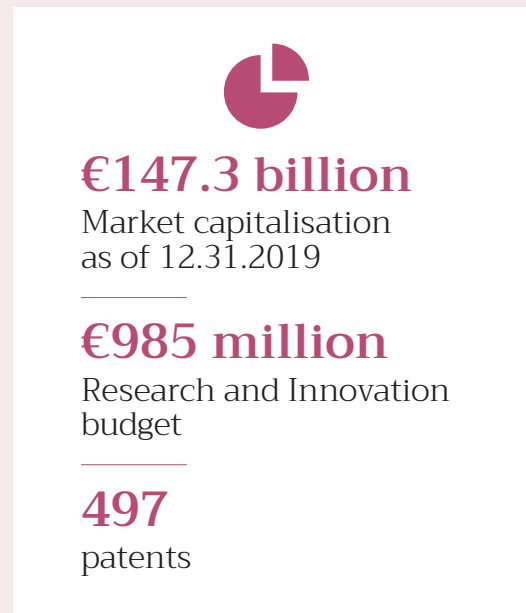 €147.3 billion
Market capitalisation
as of 12.31.2019
€985 million
Research and Innovation
budget
497
patents